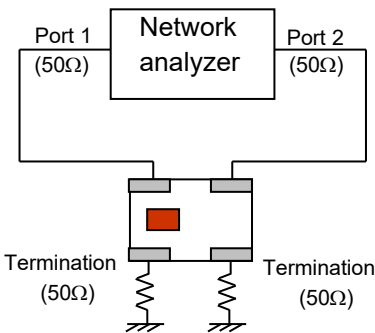 Port 1
(50Ω)
Network
analyzer
Port 2
(50Ω)
Termination
(50Ω)
Termination
(50Ω)